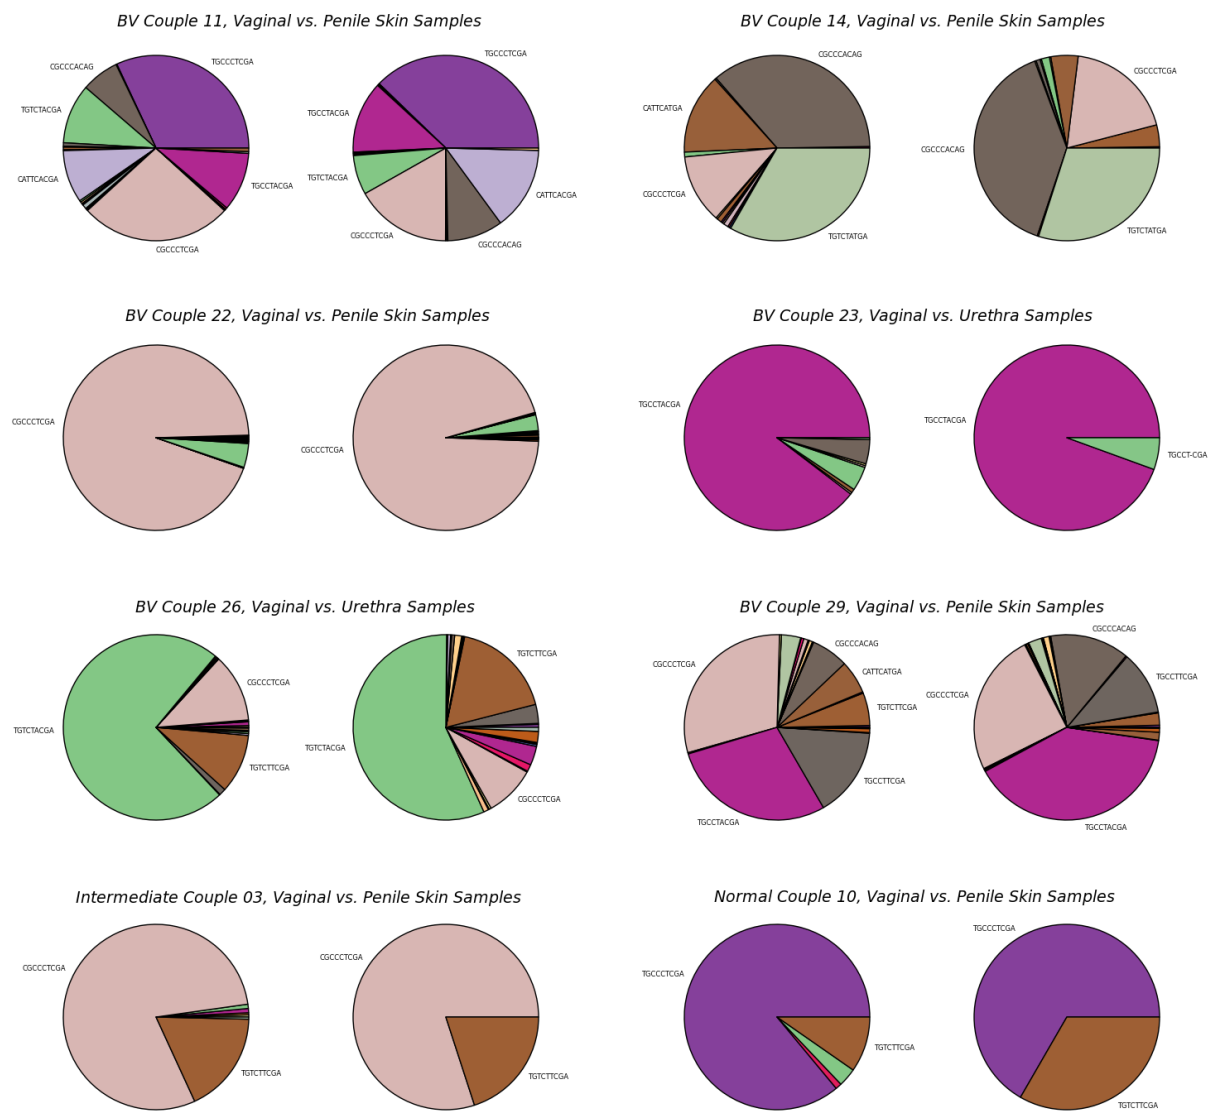 BV Couple 11, Vaginal vs. Penile Skin Samples
TGCCCTCGA
CGCCCACAG
TGTCTACGA
CATTCACGA
CGCCCTCGA
TGCCTACGA
TGCCCTCGA
TGCCTACGA
TGTCTACGA
CGCCCTCGA
CGCCCACAG
CATTCACGA
BV Couple 14, Vaginal vs. Penile Skin Samples
CGCCCACAG
CATTCATGA
CGCCCTCGA
TGTCTATGA
CGCCCTCGA
CGCCCACAG
TGTCTATGA
BV Couple 22, Vaginal vs. Penile Skin Samples
CGCCCTCGA
CGCCCTCGA
BV Couple 23, Vaginal vs. Urethra Samples
TGCCTACGA
TGCCTACGA
TGCCT-CGA
BV Couple 26, Vaginal vs. Urethra Samples
CGCCCTCGA
TGTCTACGA
TGTCTTCGA
TGTCTTCGA
TGTCTACGA
CGCCCTCGA
BV Couple 29, Vaginal vs. Penile Skin Samples
CGCCCACAG
CGCCCTCGA
CATTCATGA
TGTCTTCGA
TGCCTTCGA
TGCCTACGA
CGCCCACAG
TGCCTTCGA
CGCCCTCGA
TGCCTACGA
Intermediate Couple 03, Vaginal vs. Penile Skin Samples
CGCCCTCGA
TGTCTTCGA
CGCCCTCGA
TGTCTTCGA
Normal Couple 10, Vaginal vs. Penile Skin Samples
TGCCCTCGA
TGTCTTCGA
TGCCCTCGA
TGTCTTCGA